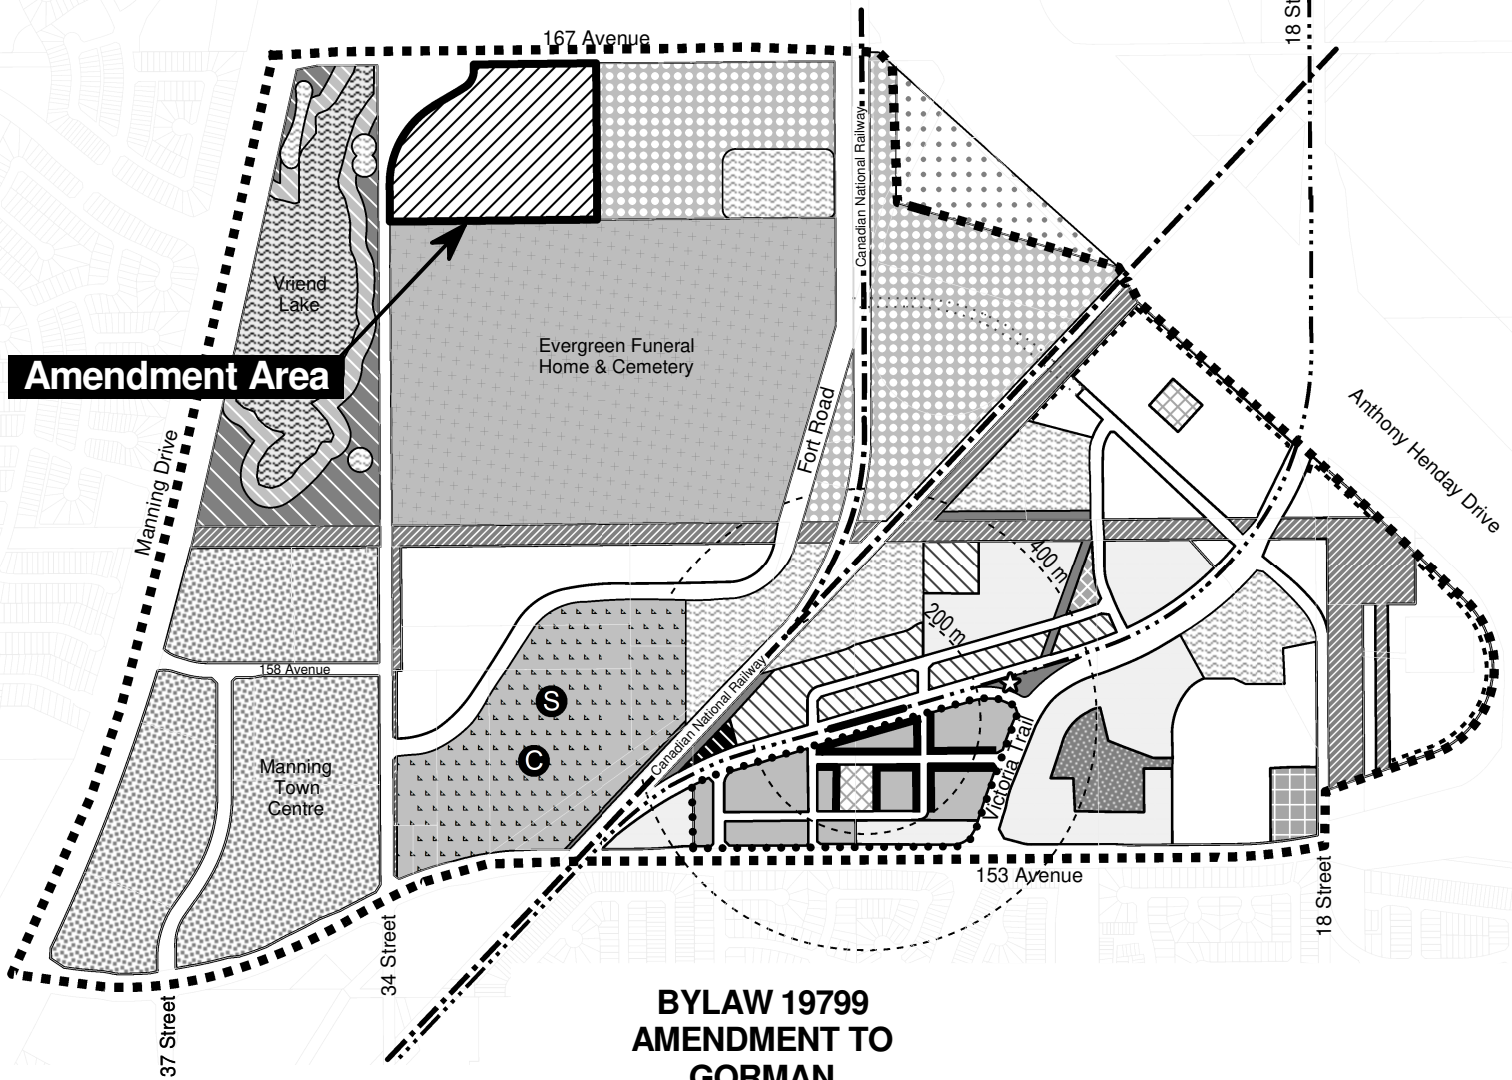 167 Avenue
18 St
Canadian National Railway
Vriend
Lake
Evergreen Funeral
Home & Cemetery
Amendment Area
Fort Road
Anthony Henday Drive
Manning Drive
400 m
200 m
158 Avenue
Canadian National Railway
S
C
Manning
Town
Centre
Victoria Trail
153 Avenue
18 Street
34 Street
37 Street
BYLAW 19799
AMENDMENT TO
GORMAN